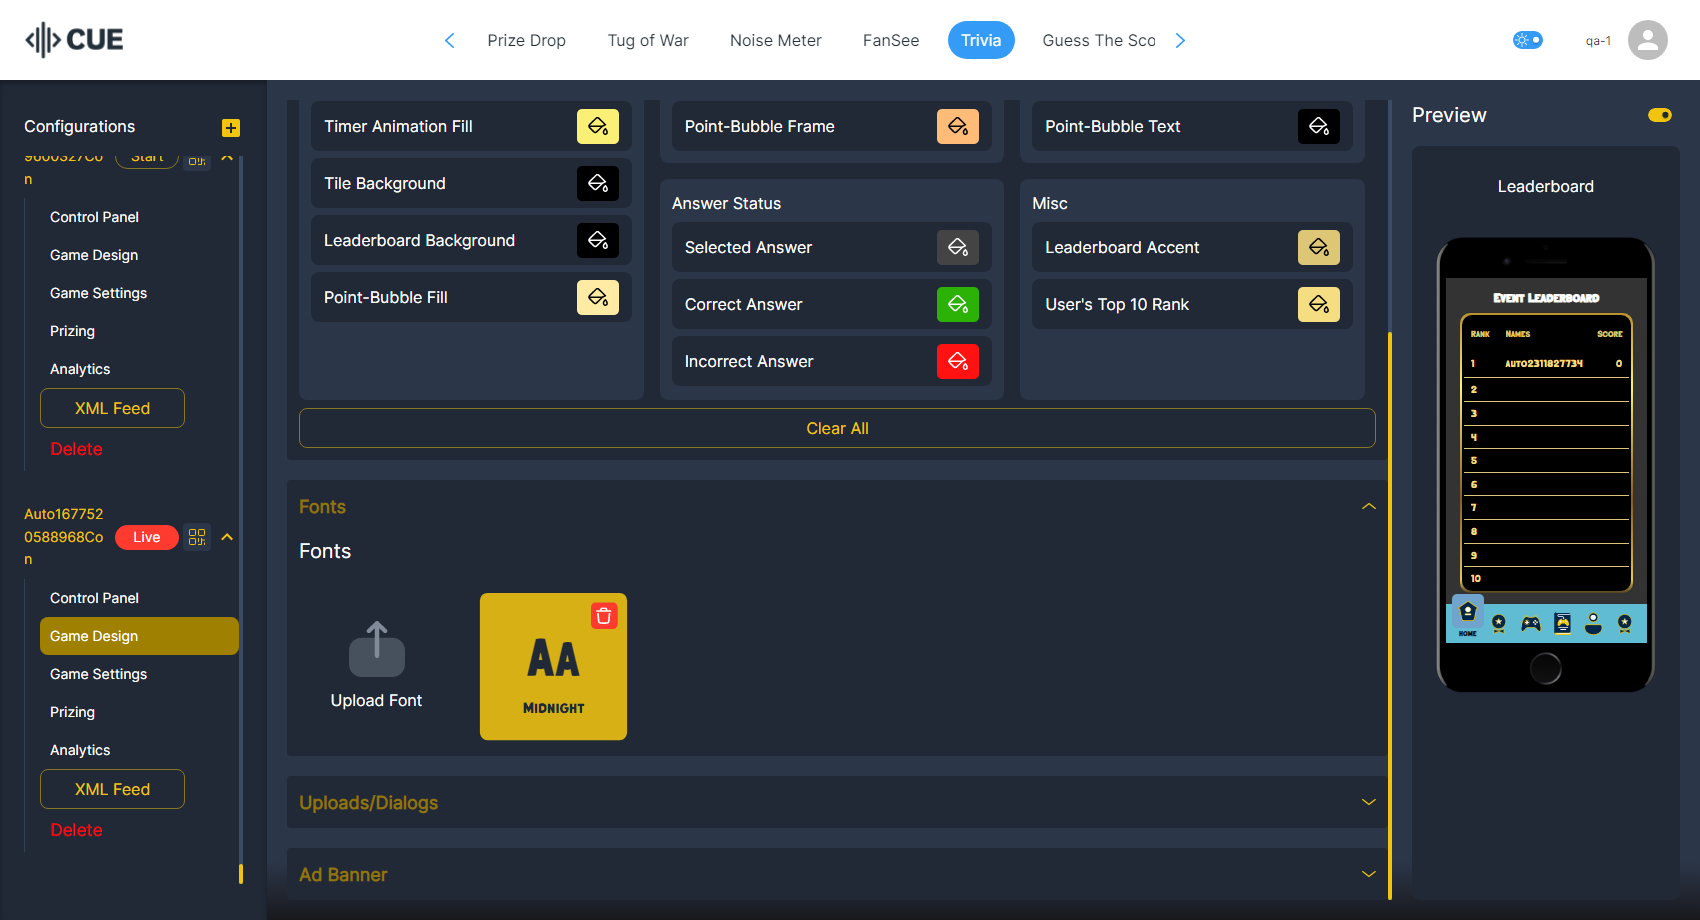 CUE
Prize Drop
Tug of War
Noise Meter
FanSee
Trivia
Guess The Sco
qa-1
Configurations
9600327Co
n
Start
Control Panel
Game Design
Game Settings
Prizing
Analytics
XML Feed
Delete
Auto167752
0588968Co
n
Live
Control Panel
Game Design
Game Settings
Prizing
Analytics
XML Feed
Delete
Timer Animation Fill
Tile Background
Leaderboard Background
Point-Bubble Fill
Point-Bubble Frame
Answer Status
Selected Answer
Correct Answer
Incorrect Answer
Point-Bubble Text
Misc
Leaderboard Accent
User's Top 10 Rank
Clear All
Fonts
Fonts
Upload Font
AA
MIDNIGHT
Uploads/Dialogs
Ad Banner
Preview
Leaderboard
EVENT LEADERBOARD
RANK NAMES SCORE
1 AUTO2311827734 0
2
3
4
5
6
7
8
9
10
HOME